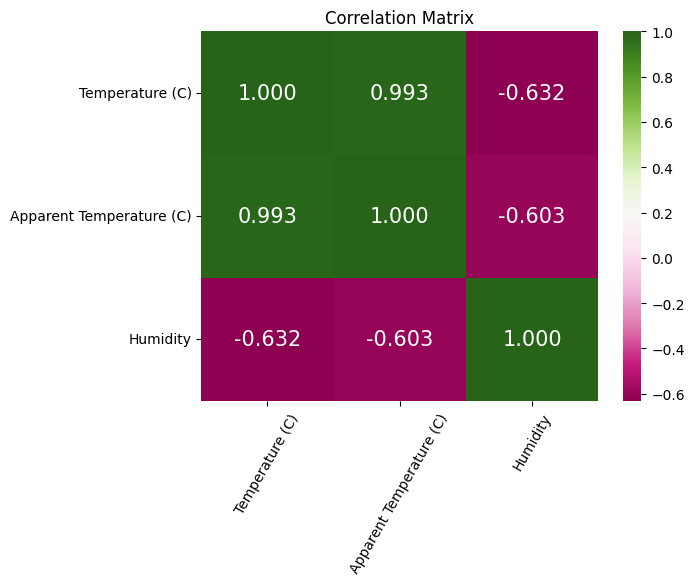 Correlation Matrix
Temperature (C)
1.000
0.993
-0.632
Apparent Temperature (C)
0.993
1.000
-0.603
Humidity
-0.632
-0.603
1.000
Temperature (C)
Apparent Temperature (C)
Humidity
1.0
0.8
0.6
0.4
0.2
0.0
−0.2
−0.4
−0.6